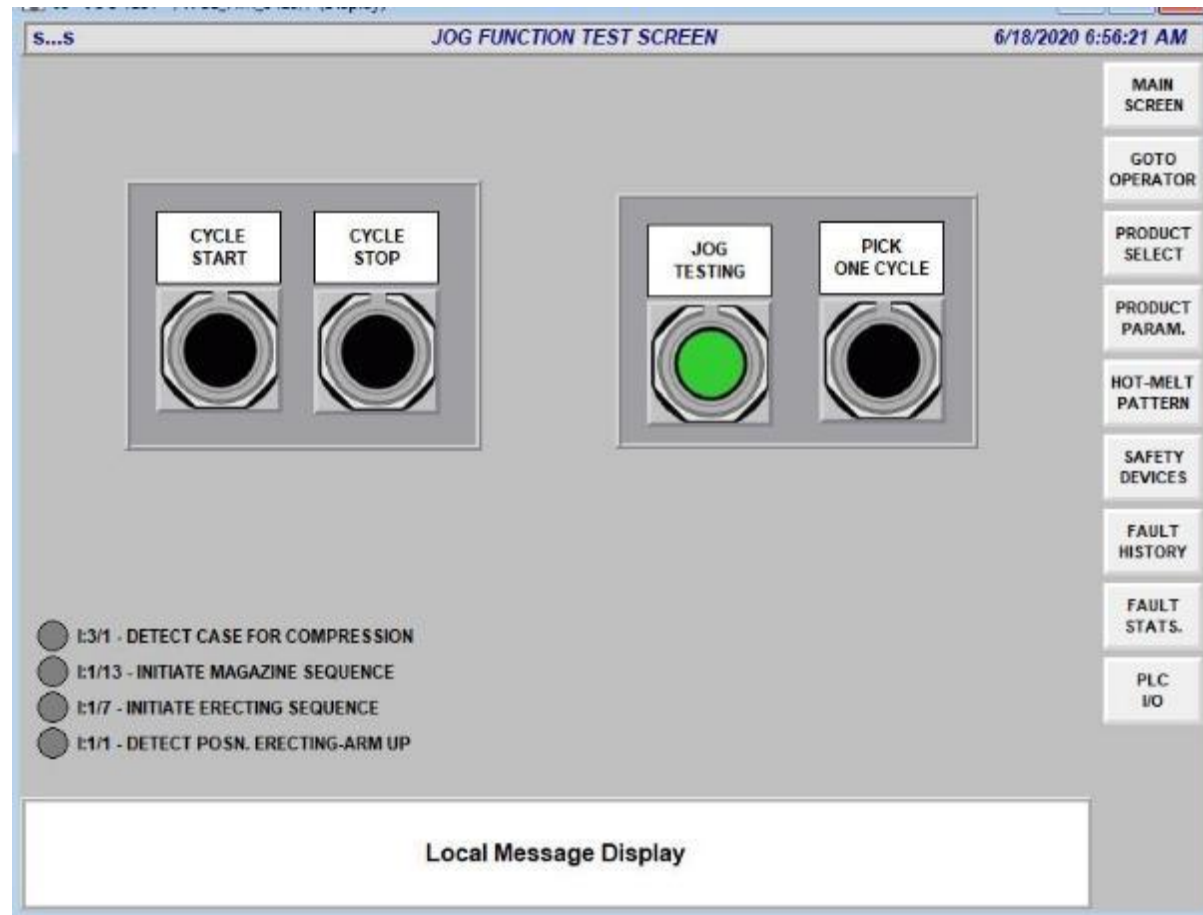 S...S
JOG FUNCTION TEST SCREEN
6/18/2020 6:56:21 AM
CYCLE
START
CYCLE
STOP
JOG
TESTING
PICK
ONE CYCLE
MAIN
SCREEN
GOTO
OPERATOR
PRODUCT
SELECT
PRODUCT
PARAM.
HOT-MELT
PATTERN
SAFETY
DEVICES
FAULT
HISTORY
FAULT
STATS.
PLC
I/O
I:3/1 - DETECT CASE FOR COMPRESSION
I:1/13 - INITIATE MAGAZINE SEQUENCE
I:1/7 - INITIATE ERECTING SEQUENCE
I:1/1 - DETECT POSN. ERECTING-ARM UP
Local Message Display